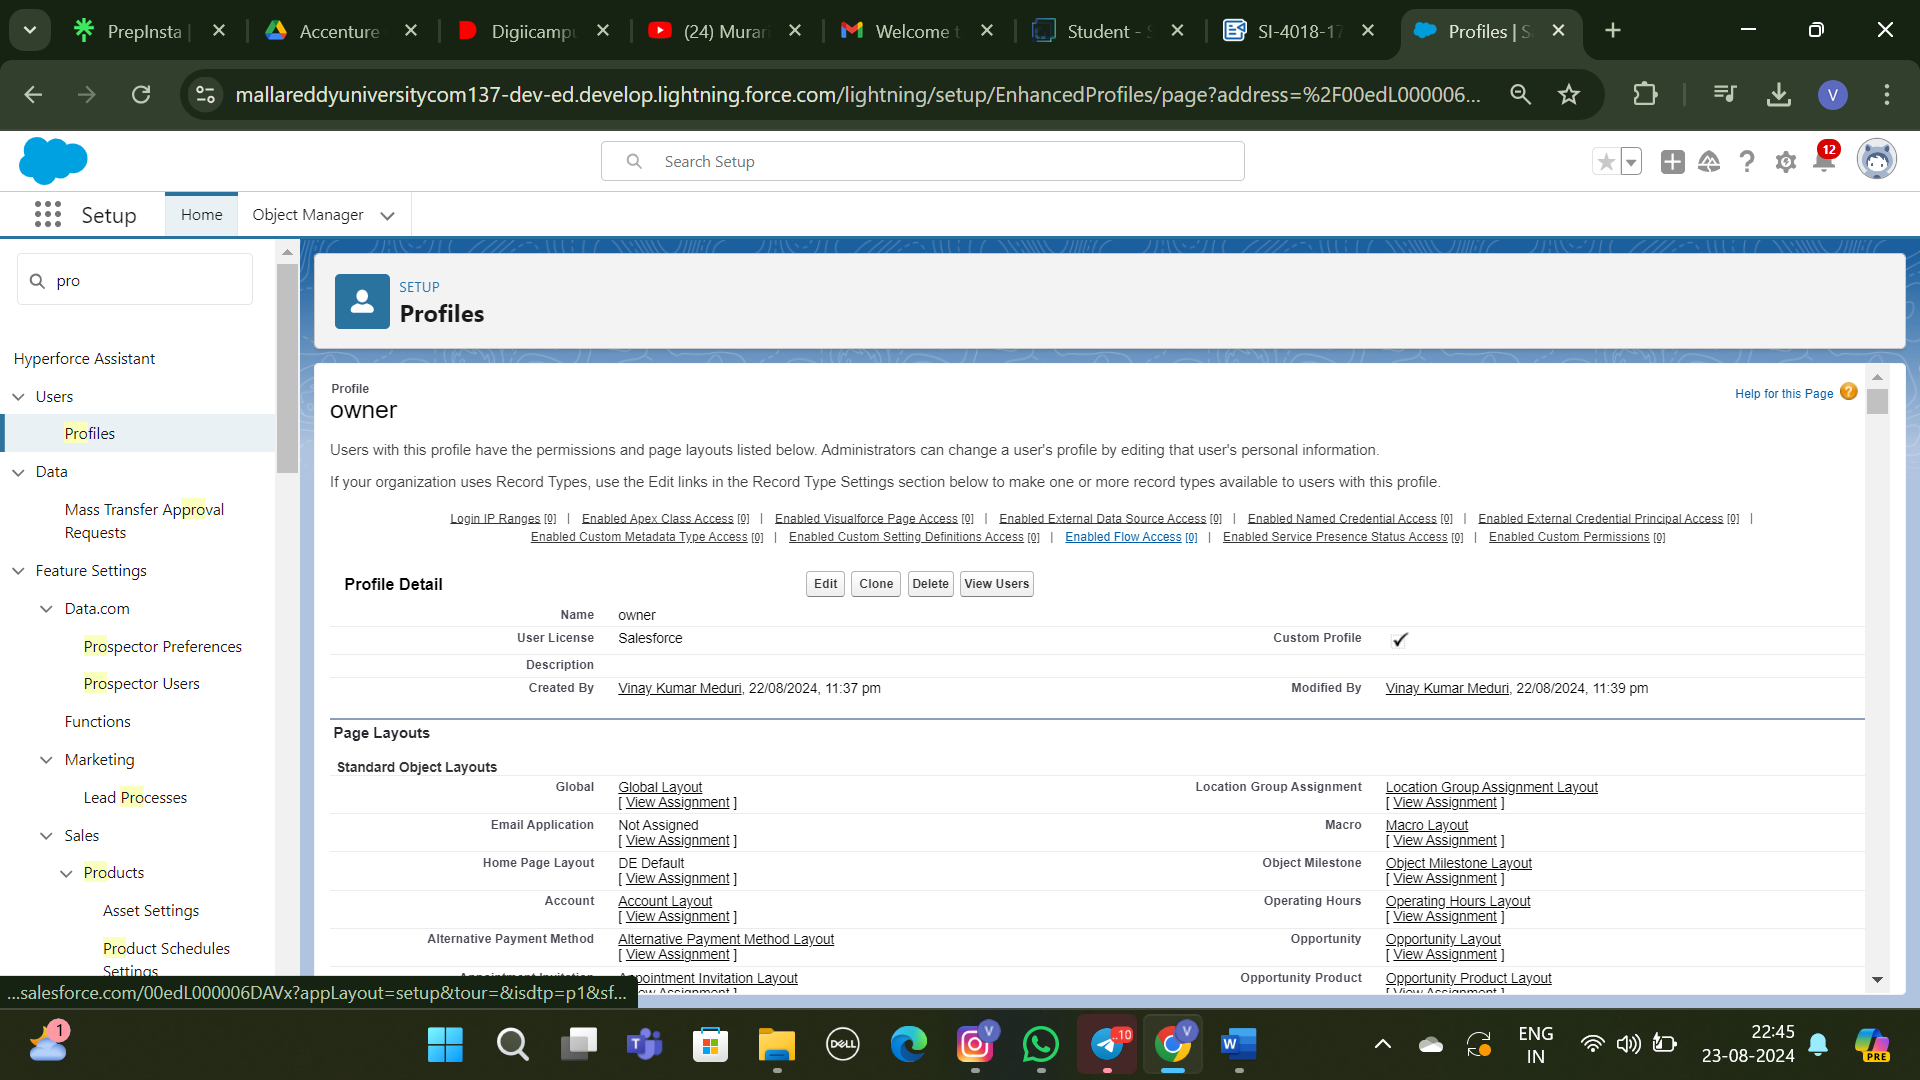 PrepInsta |
Accenture
Digiicampu
(24) Murari
Welcome t
Student - S
SI-4018-17
Profiles | Sa
mallareddyuniversitycom137-dev-ed.develop.lightning.force.com/lightning/setup/EnhancedProfiles/page?address=%2F00edL000006...
V
Search Setup
12
Setup
Home
Object Manager
pro
Hyperforce Assistant
Users
Profiles
Data
Mass Transfer Approval
Requests
Feature Settings
Data.com
Prospector Preferences
Prospector Users
Functions
Marketing
Lead Processes
Sales
Products
Asset Settings
Product Schedules
Settings
SETUP
Profiles
Profile
owner
Help for this Page
Users with this profile have the permissions and page layouts listed below. Administrators can change a user's profile by editing that user's personal information.
If your organization uses Record Types, use the Edit links in the Record Type Settings section below to make one or more record types available to users with this profile.
Login IP Ranges [0] | Enabled Apex Class Access [0] | Enabled Visualforce Page Access [0] | Enabled External Data Source Access [0] | Enabled Named Credential Access [0] | Enabled External Credential Principal Access [0] |
Enabled Custom Metadata Type Access [0] | Enabled Custom Setting Definitions Access [0] | Enabled Flow Access [0] | Enabled Service Presence Status Access [0] | Enabled Custom Permissions [0]
Profile Detail
Edit Clone Delete View Users
Name owner
User License Salesforce Custom Profile
Description
Created By Vinay Kumar Meduri, 22/08/2024, 11:37 pm Modified By Vinay Kumar Meduri, 22/08/2024, 11:39 pm
Page Layouts
Standard Object Layouts
Global Global Layout Location Group Assignment Location Group Assignment Layout
[ View Assignment ] [ View Assignment ]
Email Application Not Assigned Macro Macro Layout
[ View Assignment ] [ View Assignment ]
Home Page Layout DE Default Object Milestone Object Milestone Layout
[ View Assignment ] [ View Assignment ]
Account Account Layout Operating Hours Operating Hours Layout
[ View Assignment ] [ View Assignment ]
Alternative Payment Method Alternative Payment Method Layout Opportunity Opportunity Layout
[ View Assignment ] [ View Assignment ]
Appointment Invitation Appointment Invitation Layout Opportunity Product Opportunity Product Layout
View Assignment ] [ View Assignment ]
...salesforce.com/00edL000006DAVx?appLayout=setup&tour=&isdtp=p1&sf...
1
DELL
V
..10
V
ENG
IN
22:45
23-08-2024
PRE